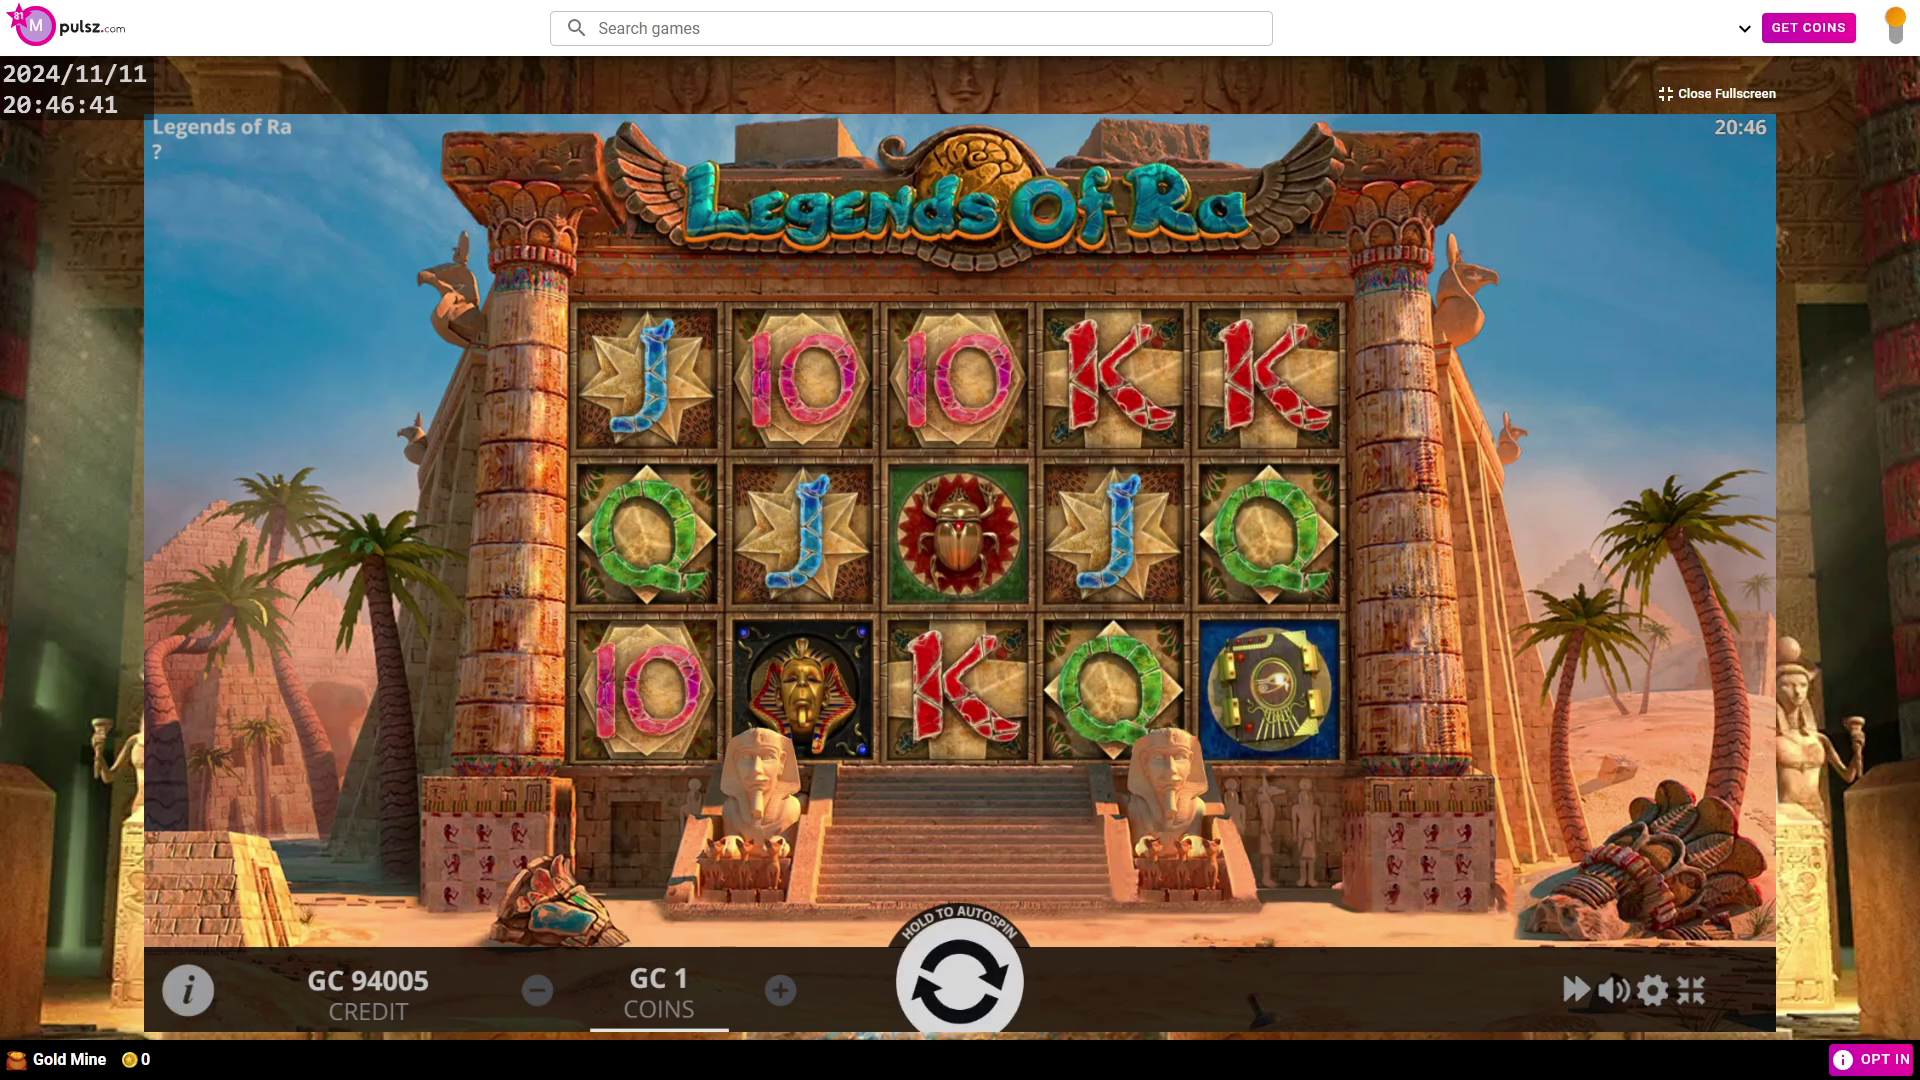 81
M pulsz.com
Search games
GET COINS
2024/11/11
20:46:41
Close Fullscreen
Legends of Ra
?
20:46
Legends Of Ra
J 10 10 K K
Q J J Q
10 K Q
HOLD TO AUTOSPIN
i
GC 94005
CREDIT
GC 1
COINS
Gold Mine
0
i OPT IN